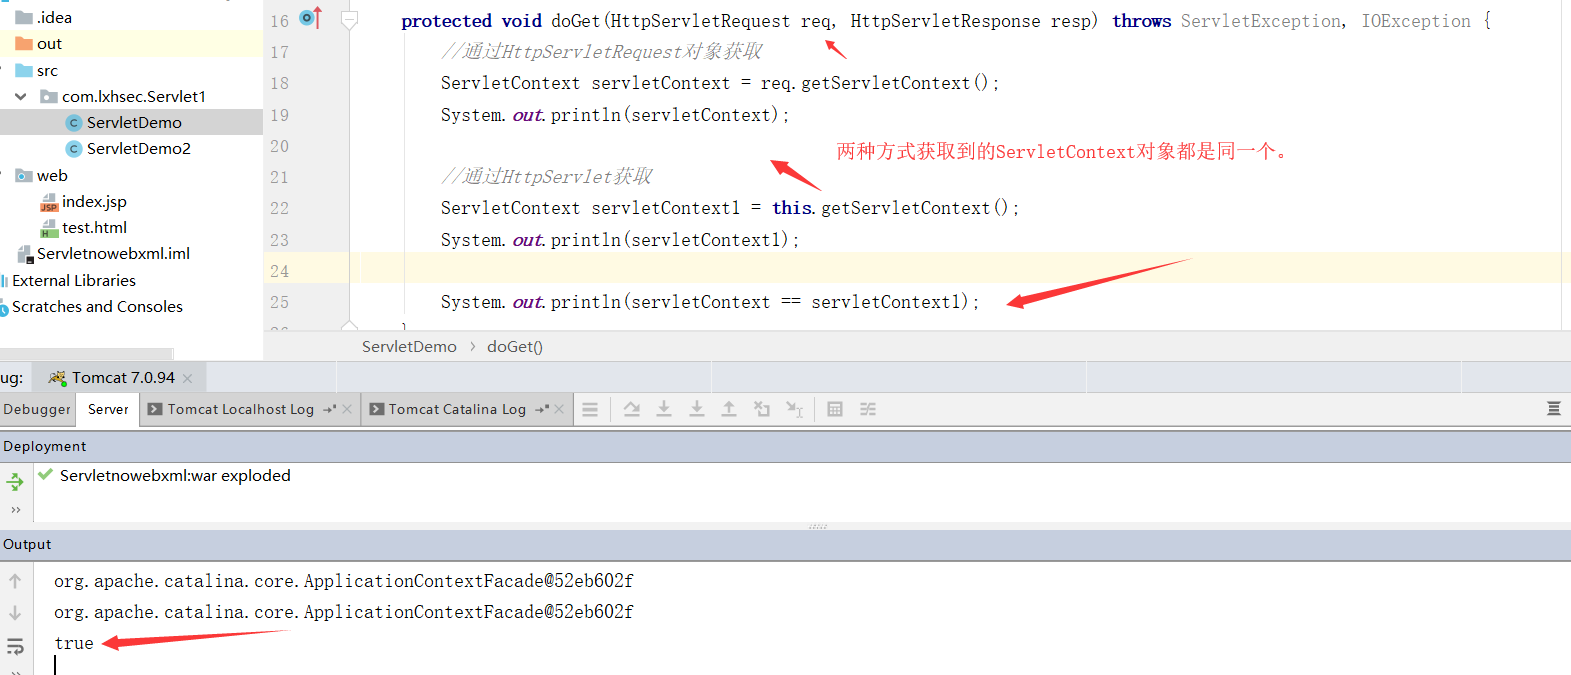 .idea
out
src
com.lxhsec.Servlet1
ServletDemo
ServletDemo2
web
index.jsp
test.html
Servletnowebxml.iml
External Libraries
Scratches and Consoles
16 protected void doGet(HttpServletRequest req, HttpServletResponse resp) throws ServletException, IOException {
17 //通过HttpServletRequest对象获取
18 ServletContext servletContext = req.getServletContext();
19 System.out.println(servletContext);
20 两种方式获取到的ServletContext对象都是同一个。
21 //通过HttpServlet获取
22 ServletContext servletContext1 = this.getServletContext();
23 System.out.println(servletContext1);
24
25 System.out.println(servletContext == servletContext1);
ServletDemo › doGet()
ug: Tomcat 7.0.94
Debugger Server Tomcat Localhost Log Tomcat Catalina Log
Deployment
Servletnowebxml:war exploded
Output
org.apache.catalina.core.ApplicationContextFacade@52eb602f
org.apache.catalina.core.ApplicationContextFacade@52eb602f
true